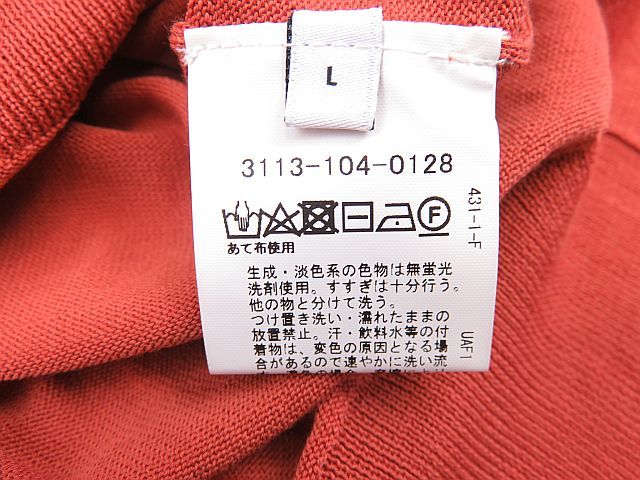 L
3113-104-0128
F
あて布使用
生成・淡色系の色物は無蛍光
洗剤使用。すすぎは十分行う。
他の物と分けて洗う。
つけ置き洗い・濡れたままの
放置禁止。汗・飲料水等の付
着物は、変色の原因となる場
合があるので速やかに洗い流
431-1-F
UAF1